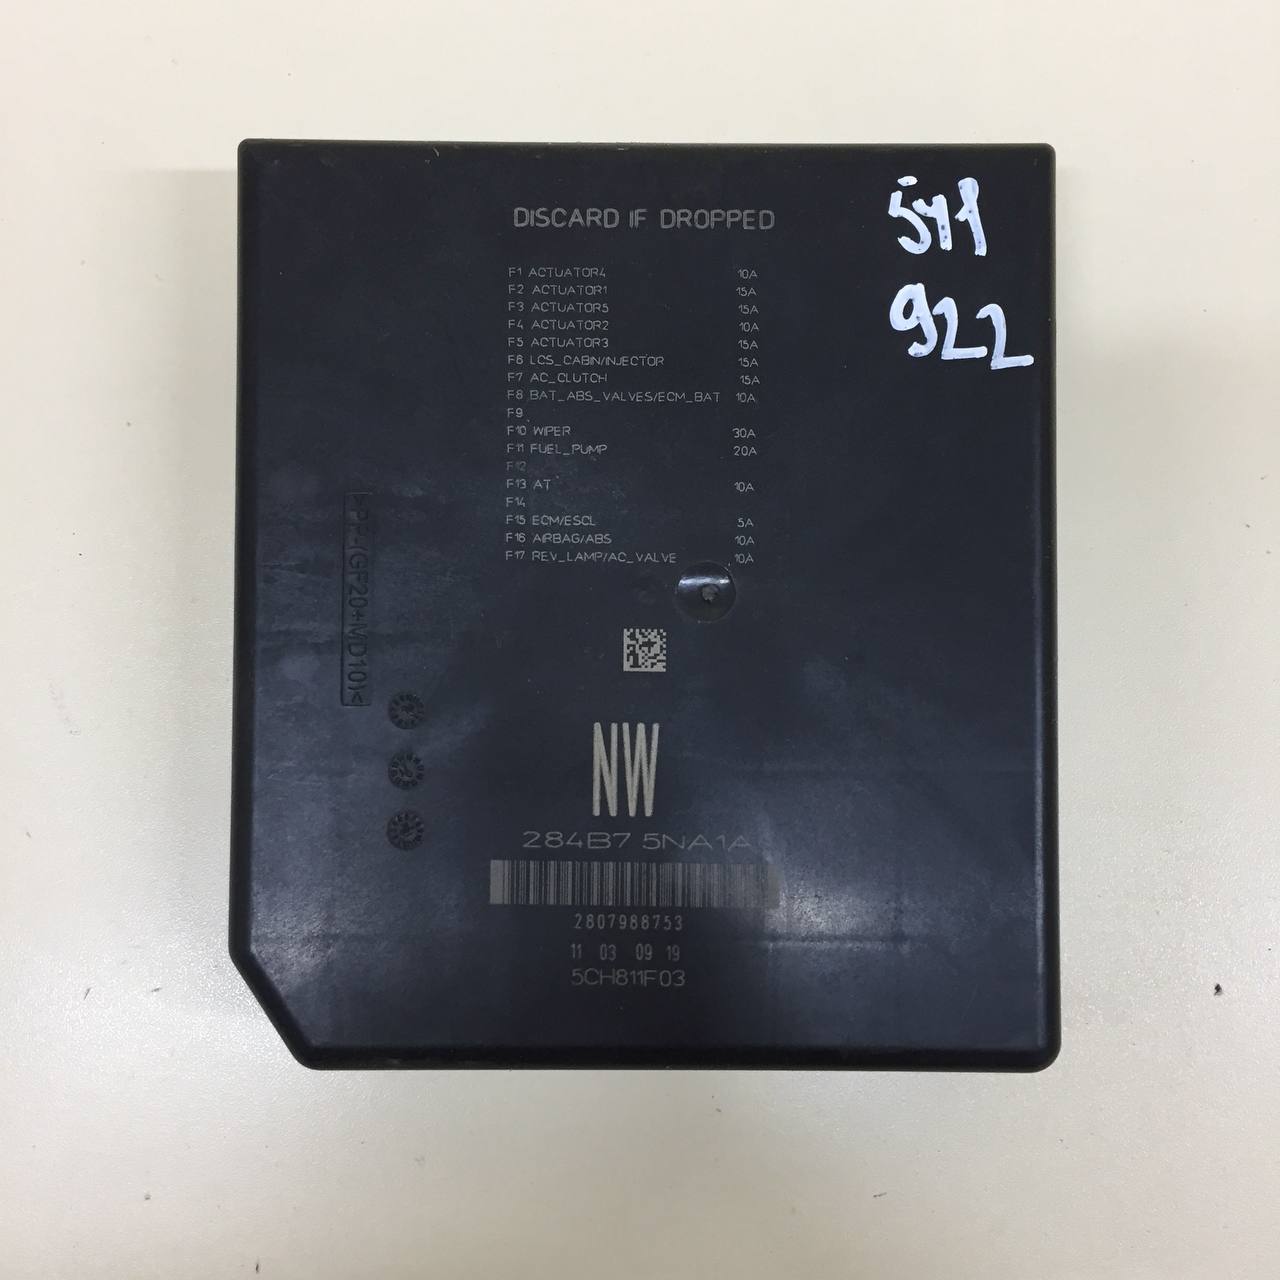 DISCARD IF DROPPED
F1 ACTUATOR4 10A
F2 ACTUATOR1 15A
F3 ACTUATOR5 15A
F4 ACTUATOR2 10A
F5 ACTUATOR3 15A
F6 LCS_CABIN/INJECTOR 15A
F7 AC_CLUTCH 15A
F8 BAT_ABS_VALVES/ECM_BAT 10A
F9
F10 WIPER 30A
F11 FUEL_PUMP 20A
F12
F13 AT 10A
F14
F15 ECM/ESCL 5A
F16 AIRBAG/ABS 10A
F17 REV_LAMP/AC_VALVE 10A
922
NW
284B7 5NA1A
2807988753
11 03 09 19
5CH811F03